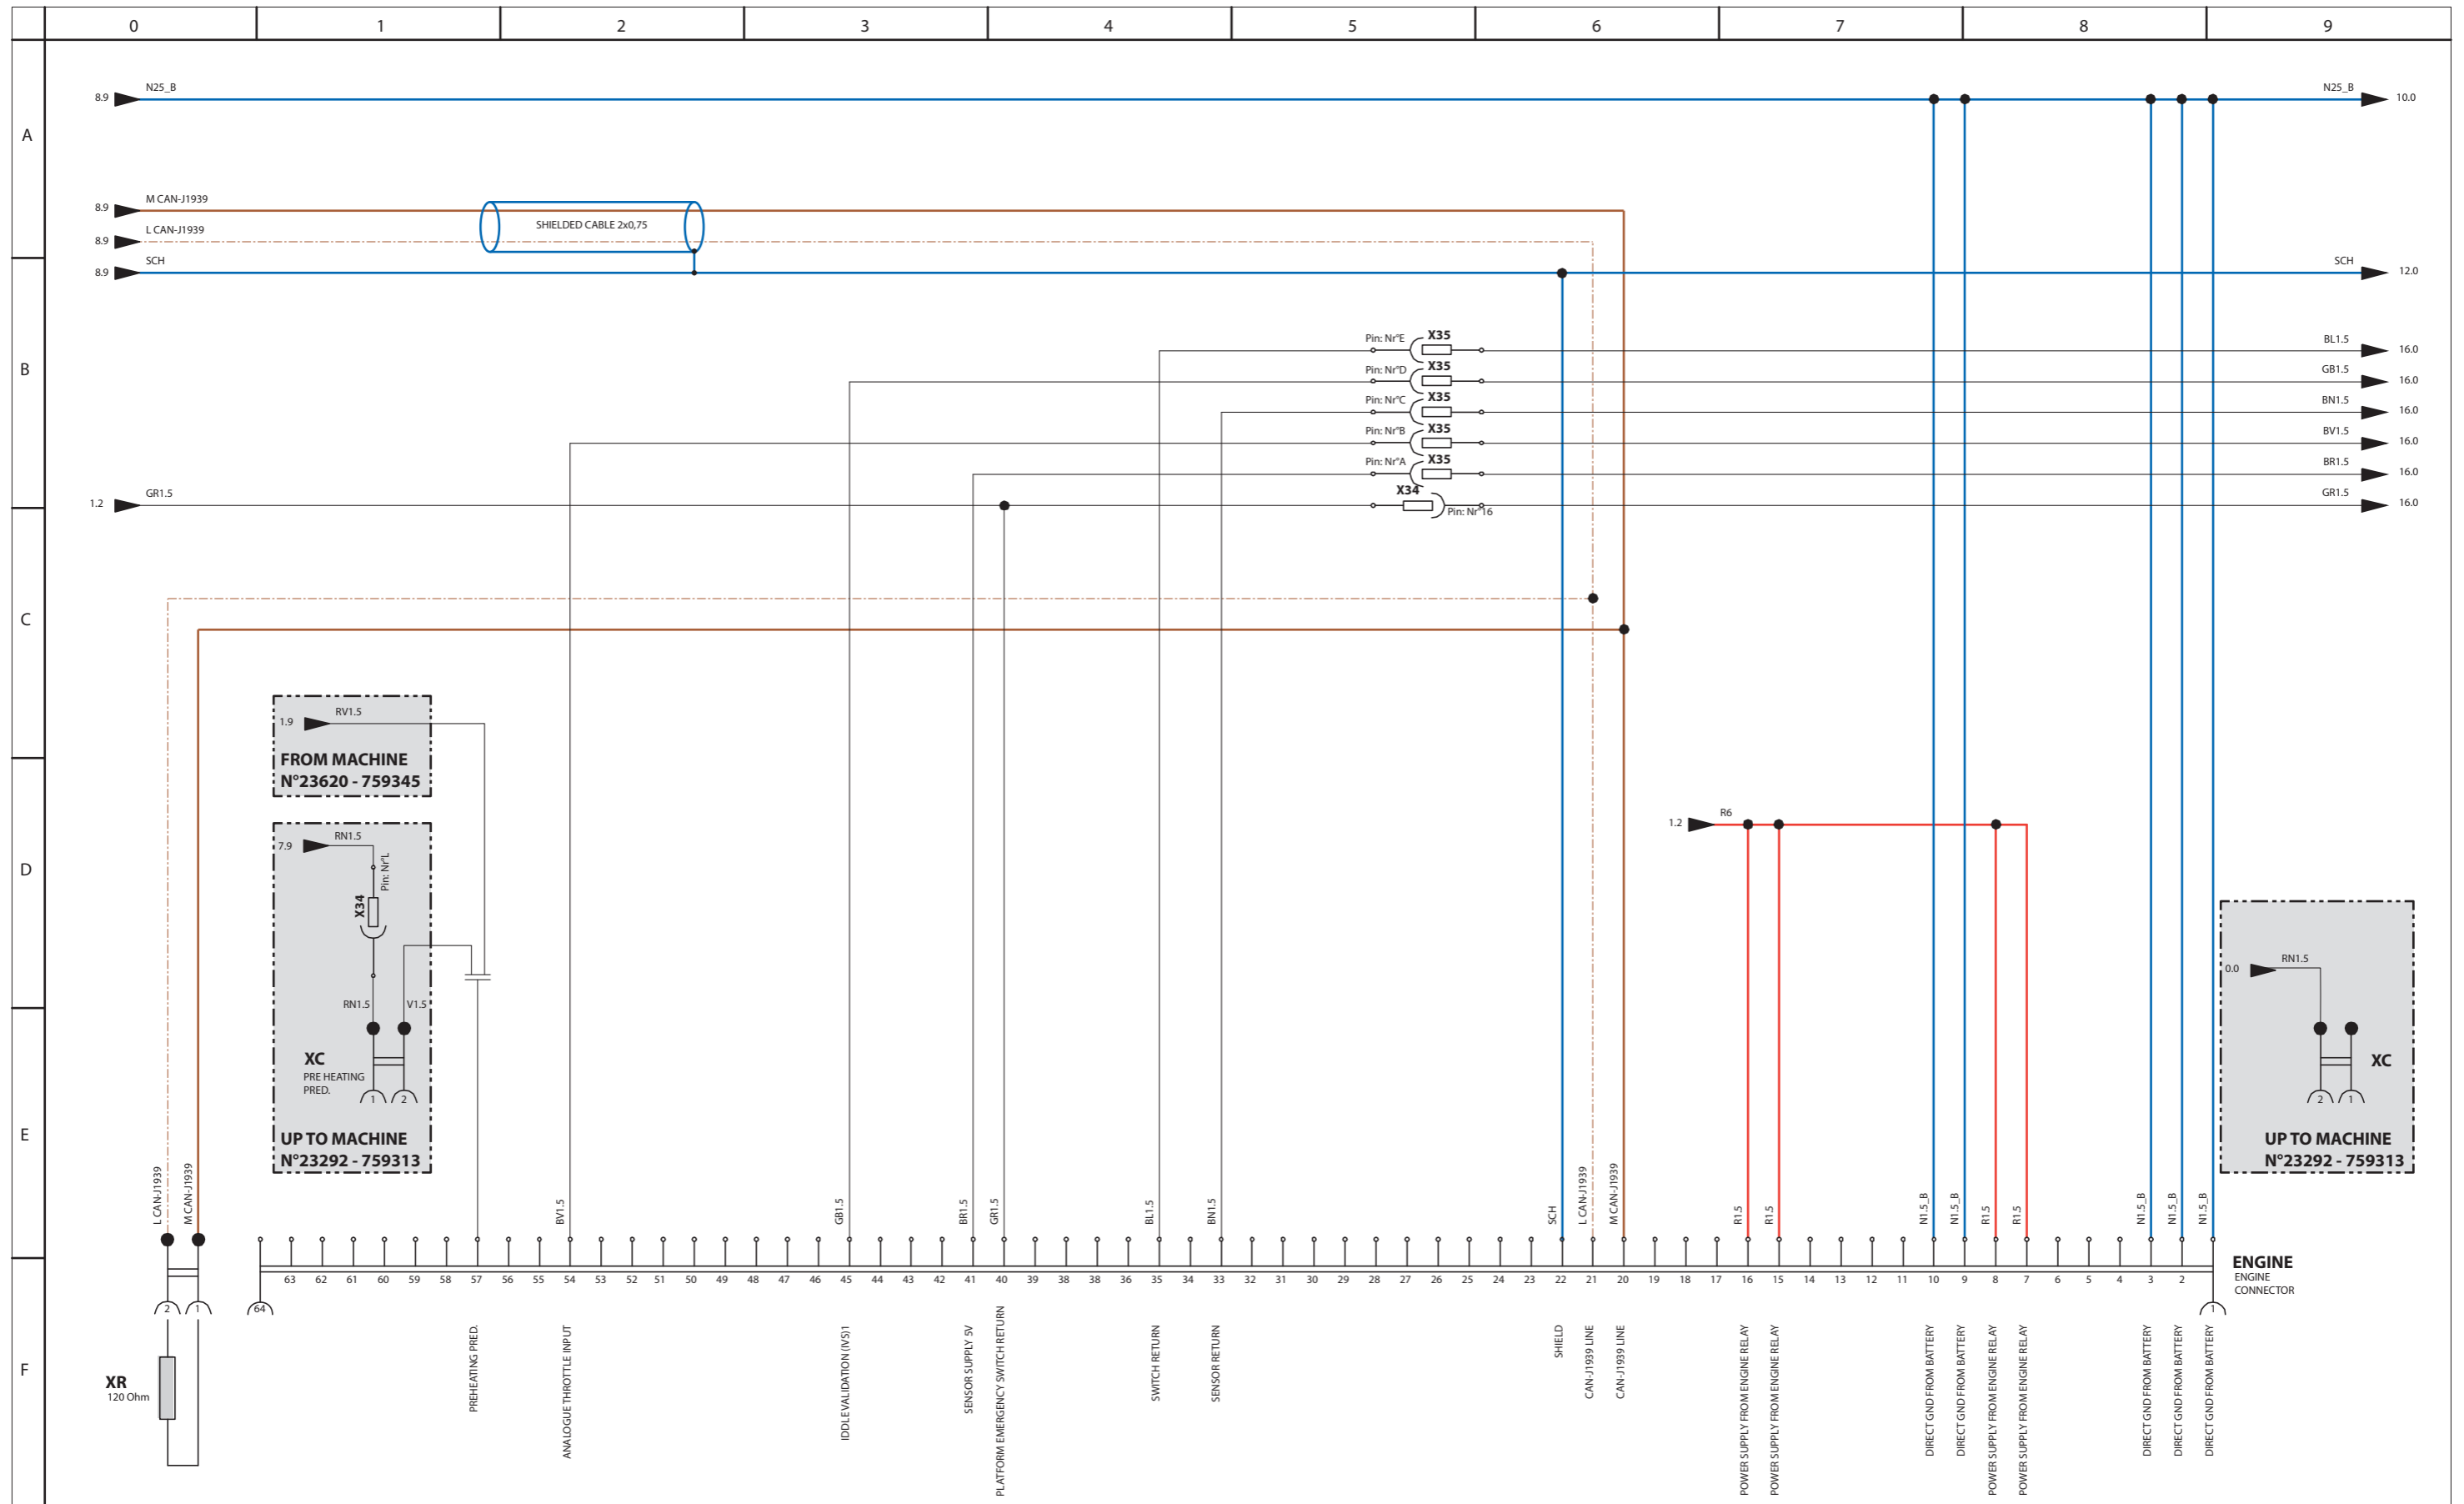 0 1 2 3 4 5 6 7 8 9
A
8.9 N25_B N25_B 10.0
8.9 M CAN-J1939
8.9 L CAN-J1939
SHIELDED CABLE 2x0,75
8.9 SCH SCH 12.0
B
Pin: Nr°E X35 BL1.5 16.0
Pin: Nr°D X35 GB1.5 16.0
Pin: Nr°C X35 BN1.5 16.0
Pin: Nr°B X35 BV1.5 16.0
Pin: Nr°A X35 BR1.5 16.0
1.2 GR1.5 X34 Pin: Nr°16 GR1.5 16.0
C
1.9 RV1.5
FROM MACHINE
N°23620 - 759345
D
7.9 RN1.5
Pin: Nr°L
X34
RN1.5 V1.5
1.2 R6
0.0 RN1.5
E
XC
PRE HEATING
PRED.
1 2
UP TO MACHINE
N°23292 - 759313
XC
2 1
UP TO MACHINE
N°23292 - 759313
L CAN-J1939
M CAN-J1939
BV1.5
GB1.5
BR1.5
GR1.5
BL1.5
BN1.5
SCH
L CAN-J1939
M CAN-J1939
R1.5
R1.5
N1.5_B
N1.5_B
R1.5
R1.5
N1.5_B
N1.5_B
N1.5_B
F
2 1
64 63 62 61 60 59 58 57 56 55 54 53 52 51 50 49 48 47 46 45 44 43 42 41 40 39 38 38 36 35 34 33 32 31 30 29 28 27 26 25 24 23 22 21 20 19 18 17 16 15 14 13 12 11 10 9 8 7 6 5 4 3 2 1
ENGINE
ENGINE
CONNECTOR
XR
120 Ohm
PREHEATING PRED.
ANALOGUE THROTTLE INPUT
IDDLE VALIDATION (IVS)1
SENSOR SUPPLY 5V
PLATFORM EMERGENCY SWITCH RETURN
SWITCH RETURN
SENSOR RETURN
SHIELD
CAN-J1939 LINE
CAN-J1939 LINE
POWER SUPPLY FROM ENGINE RELAY
POWER SUPPLY FROM ENGINE RELAY
DIRECT GND FROM BATTERY
DIRECT GND FROM BATTERY
POWER SUPPLY FROM ENGINE RELAY
POWER SUPPLY FROM ENGINE RELAY
DIRECT GND FROM BATTERY
DIRECT GND FROM BATTERY
DIRECT GND FROM BATTERY